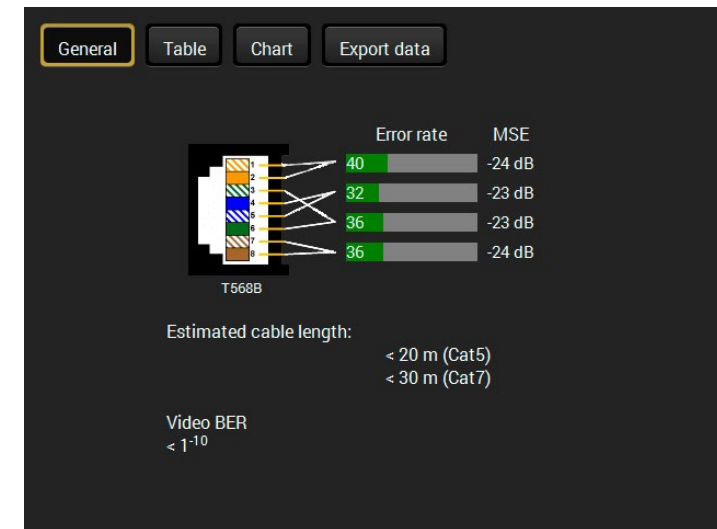 General Table Chart Export data
Error rate MSE
1
2
3
4
5
6
7
8
40 -24 dB
32 -23 dB
36 -23 dB
36 -24 dB
T568B
Estimated cable length:
< 20 m (Cat5)
< 30 m (Cat7)
Video BER
< 1⁻¹⁰